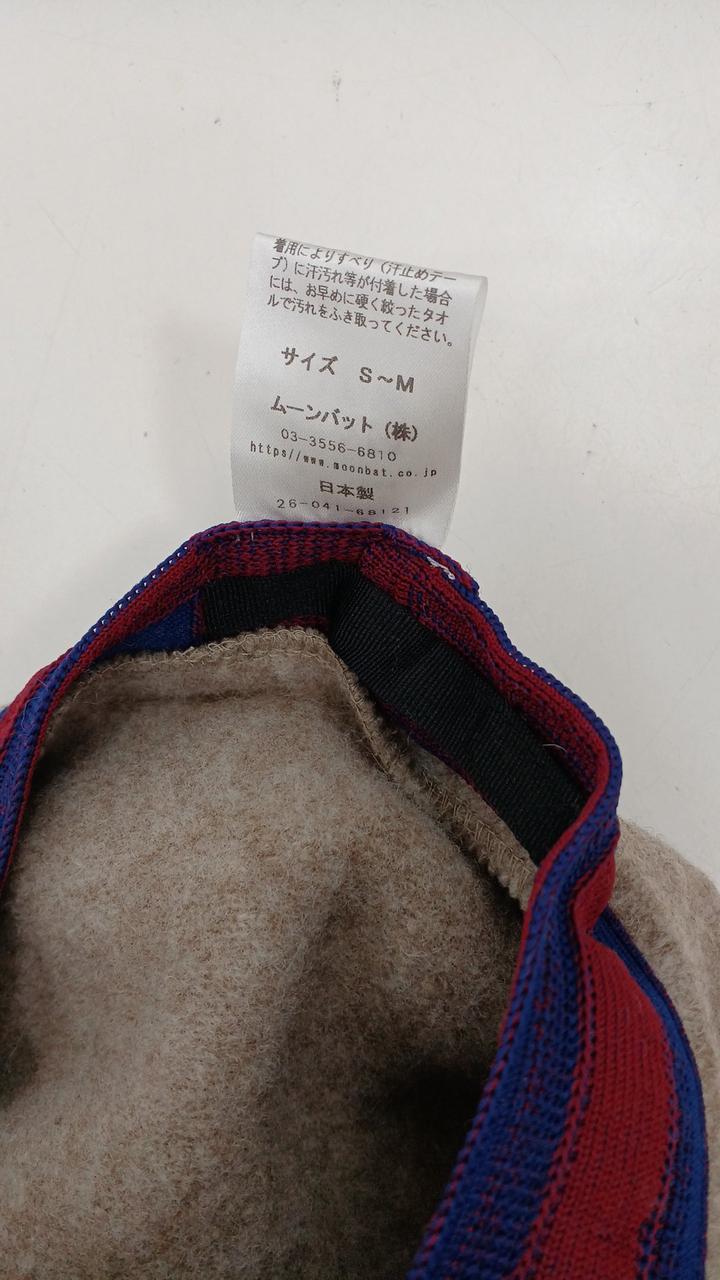 着用によりすべり（汗止めテー
プ）に汗汚れ等が付着した場合
には、お早めに硬く絞ったタオ
ルで汚れをふき取ってください。
サイズ S～M
ムーンバット（株）
03-3556-6810
https//www.moonbat.co.jp
日本製
26-041-68121